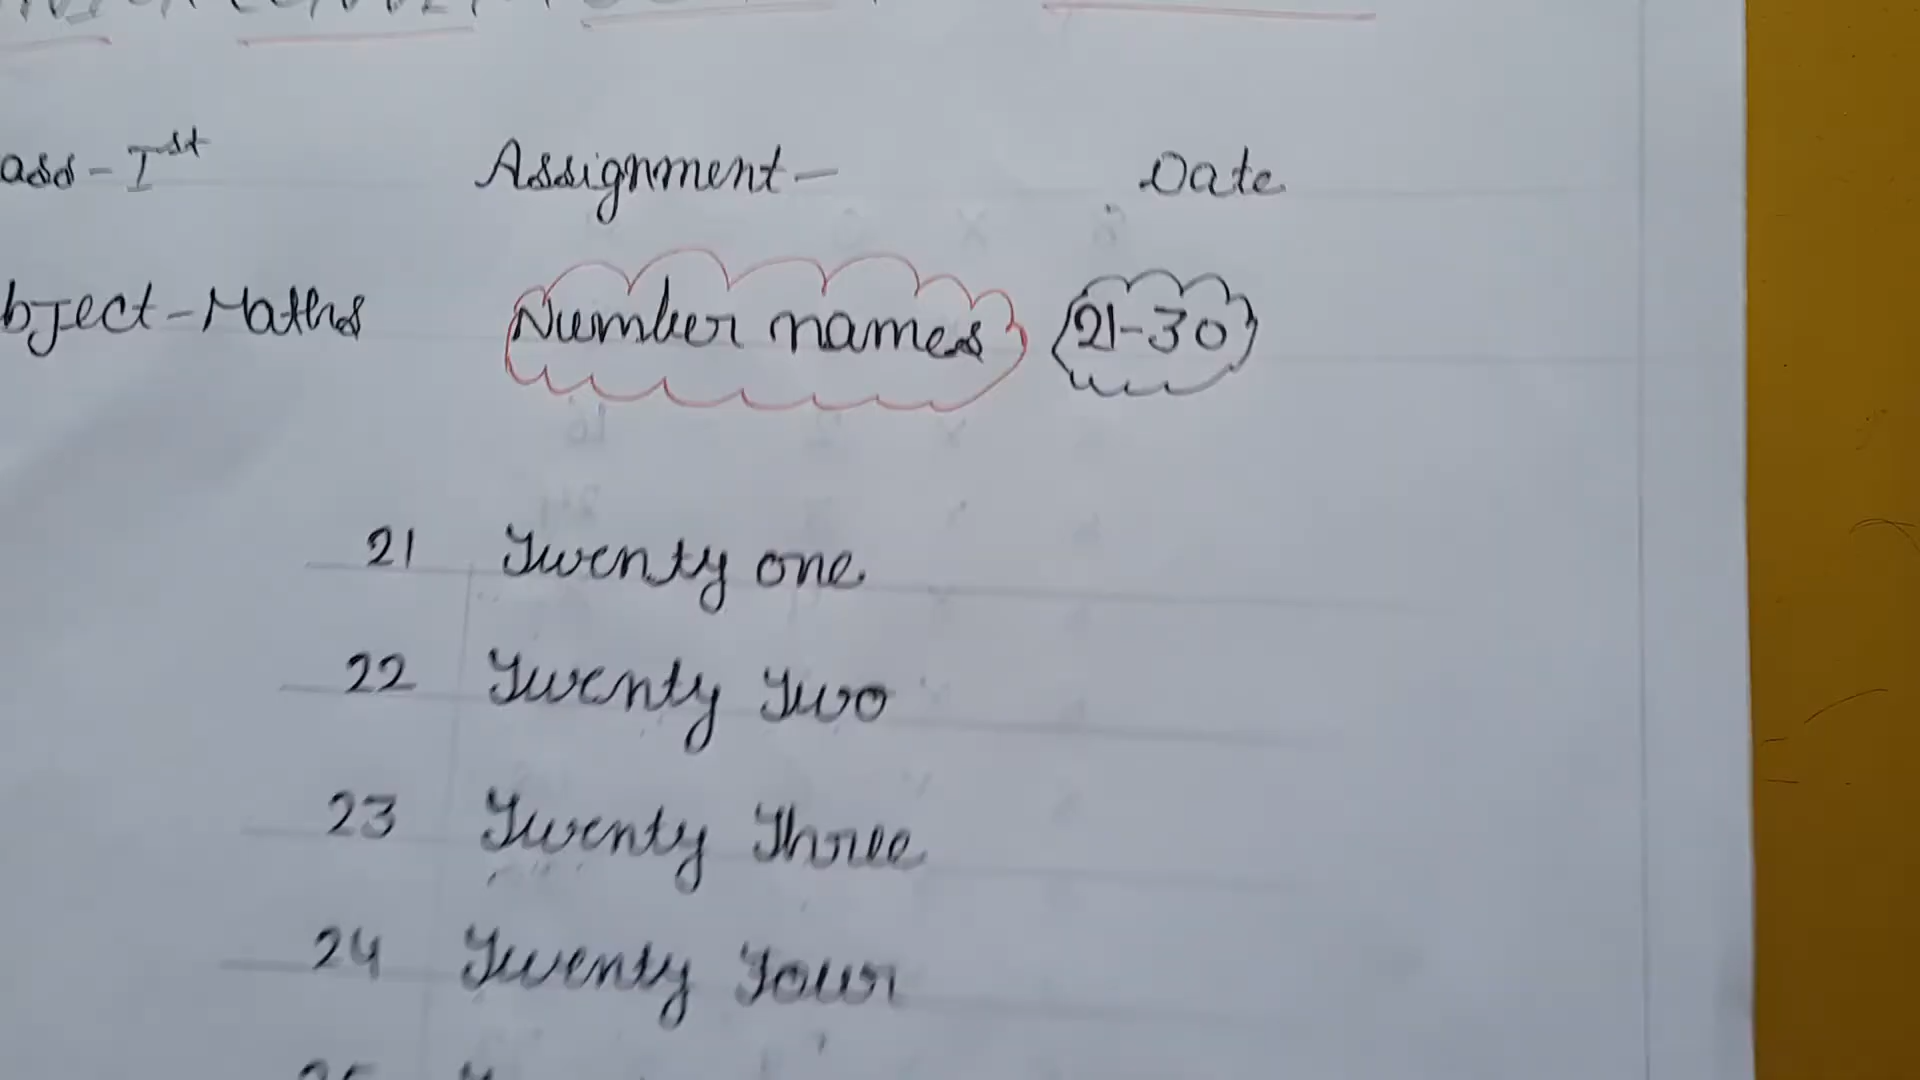 ass - Ist Assignment - Date
bject - Maths Number names 21-30
21 Twenty one
22 Twenty Two
23 Twenty Three
24 Twenty Four